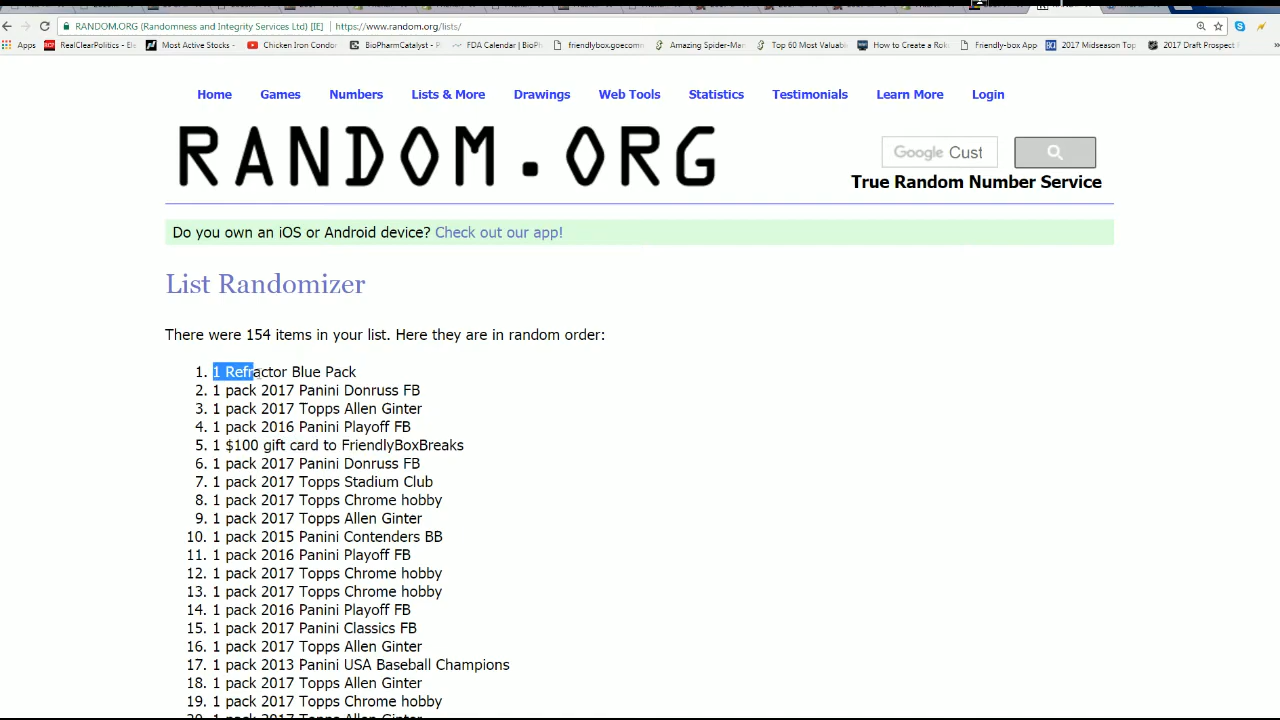 RANDOM.ORG (Randomness and Integrity Services Ltd) [IE] https://www.random.org/lists/
Apps RealClearPolitics - Ele Most Active Stocks - Chicken Iron Condor BioPharmCatalyst - FDA Calendar | BioPh friendlybox.goecomm Amazing Spider-Man Top 60 Most Valuabl How to Create a Friendly-box App 2017 Midseason Top 2017 Draft Prospect
Home Games Numbers Lists & More Drawings Web Tools Statistics Testimonials Learn More Login
RANDOM.ORG
Google Cust
True Random Number Service
Do you own an iOS or Android device? Check out our app!
List Randomizer
There were 154 items in your list. Here they are in random order:
1. 1 Refractor Blue Pack
2. 1 pack 2017 Panini Donruss FB
3. 1 pack 2017 Topps Allen Ginter
4. 1 pack 2016 Panini Playoff FB
5. 1 $100 gift card to FriendlyBoxBreaks
6. 1 pack 2017 Panini Donruss FB
7. 1 pack 2017 Topps Stadium Club
8. 1 pack 2017 Topps Chrome hobby
9. 1 pack 2017 Topps Allen Ginter
10. 1 pack 2015 Panini Contenders BB
11. 1 pack 2016 Panini Playoff FB
12. 1 pack 2017 Topps Chrome hobby
13. 1 pack 2017 Topps Chrome hobby
14. 1 pack 2016 Panini Playoff FB
15. 1 pack 2017 Panini Classics FB
16. 1 pack 2017 Topps Allen Ginter
17. 1 pack 2013 Panini USA Baseball Champions
18. 1 pack 2017 Topps Allen Ginter
19. 1 pack 2017 Topps Chrome hobby
20. 1 pack 2017 Topps Allen Ginter